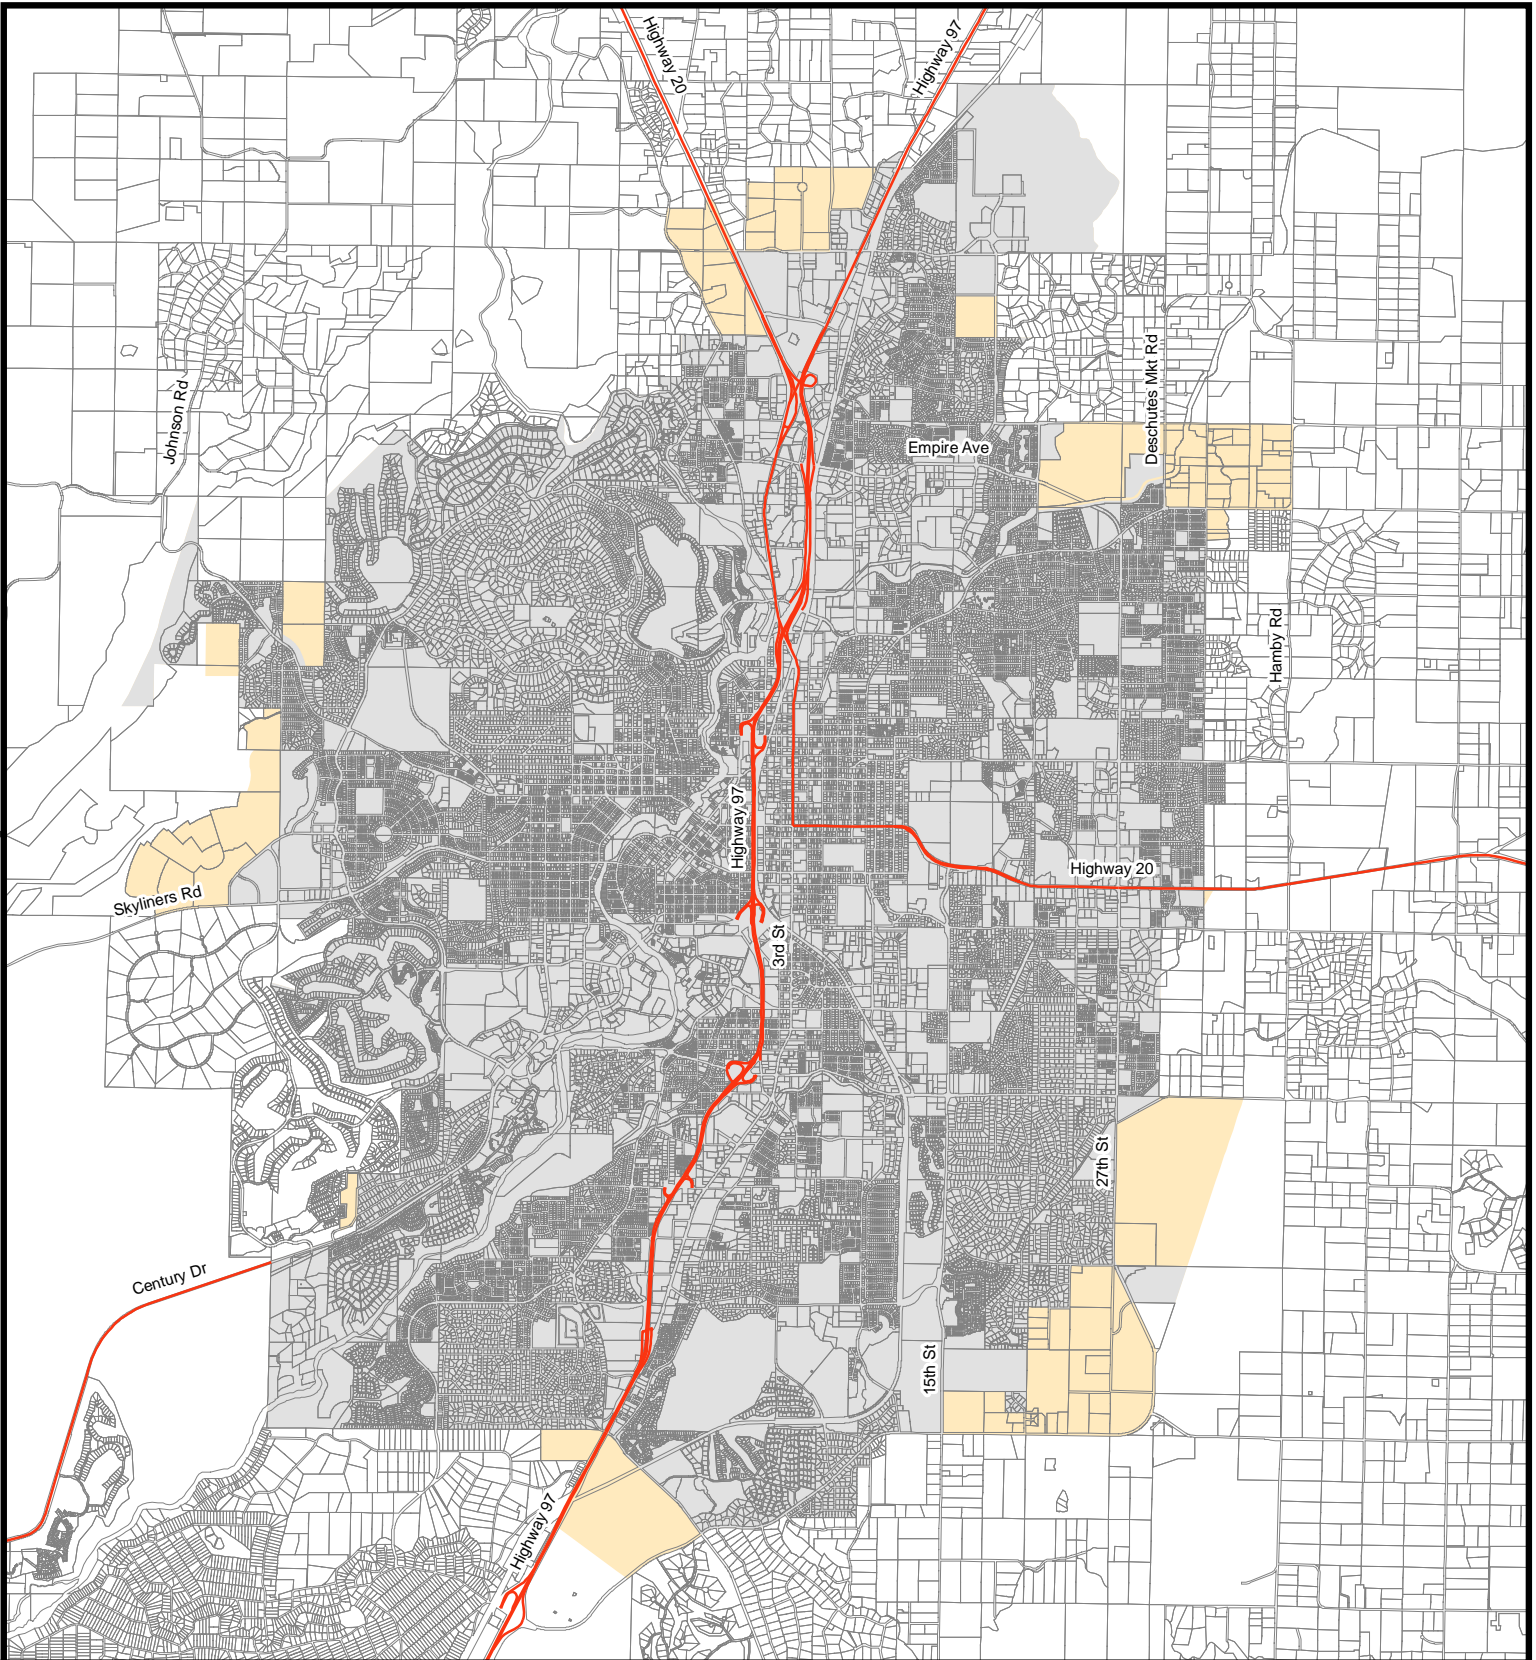 Highway 20
Highway 97
Deschutes Mkt Rd
Johnson Rd
Empire Ave
Hamby Rd
Highway 97
Highway 20
Skyliners Rd
3rd St
27th St
Century Dr
15th St
Highway 97